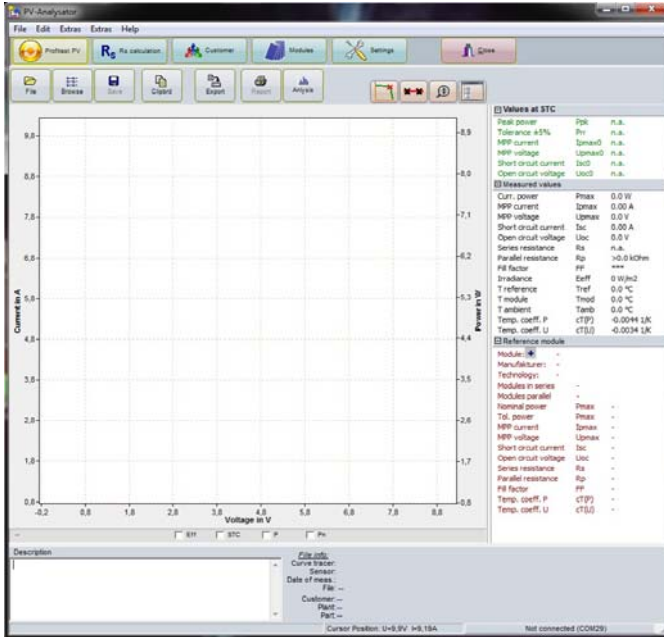 PV-Analysator
File Edit Extras Extras Help
Profitest PV Rs Rs calculation Customer Modules Settings Close
File Browse Save Clipbrd Export Report Anlysis
Values at STC
Peak power Ppk n.a.
Tolerance ±5% Prr n.a.
MPP current Ipmax0 n.a.
MPP voltage Upmax0 n.a.
Short circuit current Isc0 n.a.
Open circuit voltage Uoc0 n.a.
Measured values
Curr. power Pmax 0.0 W
MPP current Ipmax 0.00 A
MPP voltage Upmax 0.0 V
Short circuit current Isc 0.00 A
Open circuit voltage Uoc 0.0 V
Series resistance Rs n.a.
Parallel resistance Rp >0.0 kOhm
Fill factor FF ***
Irradiance Eeff 0 W/m2
T reference Tref 0.0 °C
T module Tmod 0.0 °C
T ambient Tamb 0.0 °C
Temp. coeff. P cT(P) -0.0044 1/K
Temp. coeff. U cT(U) -0.0034 1/K
Reference module
Module: + -
Manufakturer: -
Technology: -
Modules in series -
Modules parallel -
Nominal power Pmax -
Tol. power Pmax -
MPP current Ipmax -
MPP voltage Upmax -
Short circuit current Isc -
Open circuit voltage Uoc -
Series resistance Rs -
Parallel resistance Rp -
Fill factor FF -
Temp. coeff. P cT(P) -
Temp. coeff. U cT(U) -
Current in A
9,8
8,8
7,8
6,8
5,8
4,8
3,8
2,8
1,8
0,8
Power in W
8,9
8,0
7,1
6,2
5,3
4,4
3,5
2,6
1,7
0,8
-0,2 0,8 1,8 2,8 3,8 4,8 5,8 6,8 7,8 8,8
Voltage in V
-- Eff STC P Pn
Description
File info:
Curve tracer:
Sensor:
Date of meas.:
File: --
Customer: --
Plant: --
Part: --
Cursor Position: U=9,9V I=9,19A Not connected (COM29)